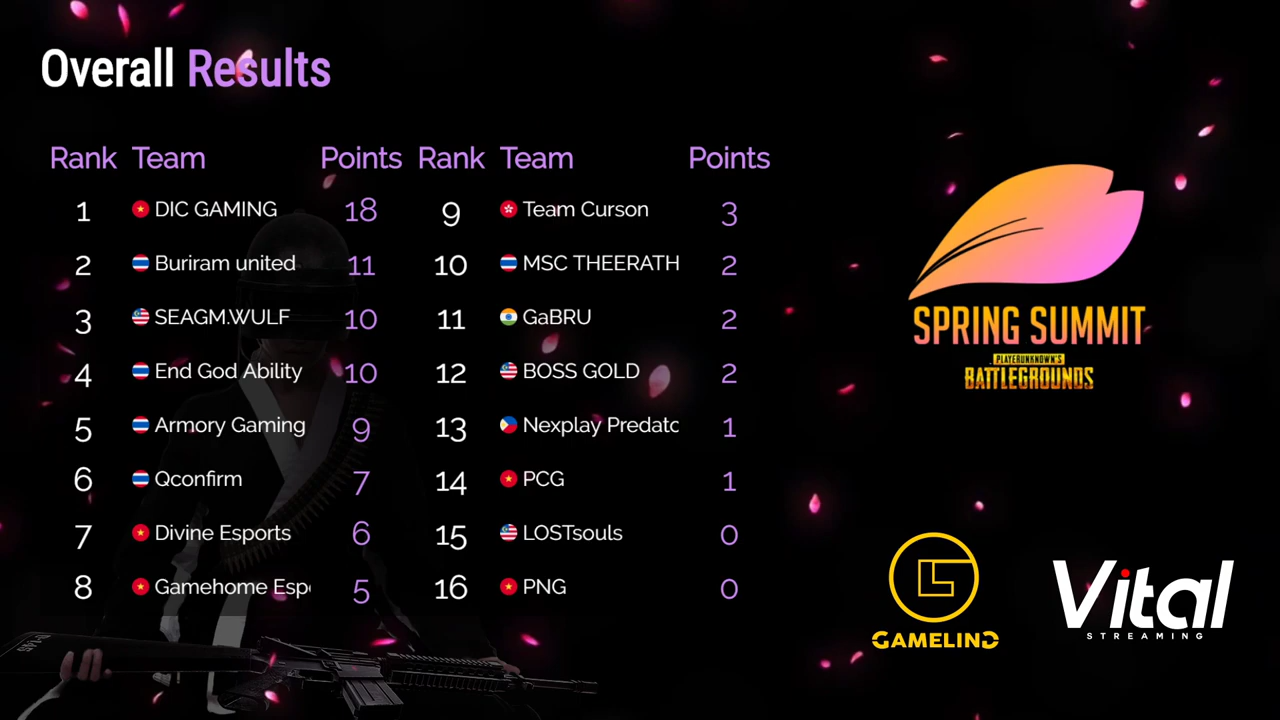 Overall Results
Rank Team Points Rank Team Points
1 DIC GAMING 18 9 Team Curson 3
2 Buriram united 11 10 MSC THEERATH 2
3 SEAGM.WULF 10 11 GaBRU 2
4 End God Ability 10 12 BOSS GOLD 2
5 Armory Gaming 9 13 Nexplay Predatc 1
6 Qconfirm 7 14 PCG 1
7 Divine Esports 6 15 LOSTsouls 0
8 Gamehome Esp 5 16 PNG 0
SPRING SUMMIT
PLAYERUNKNOWN'S
BATTLEGROUNDS
GAMELIND
Vital
STREAMING